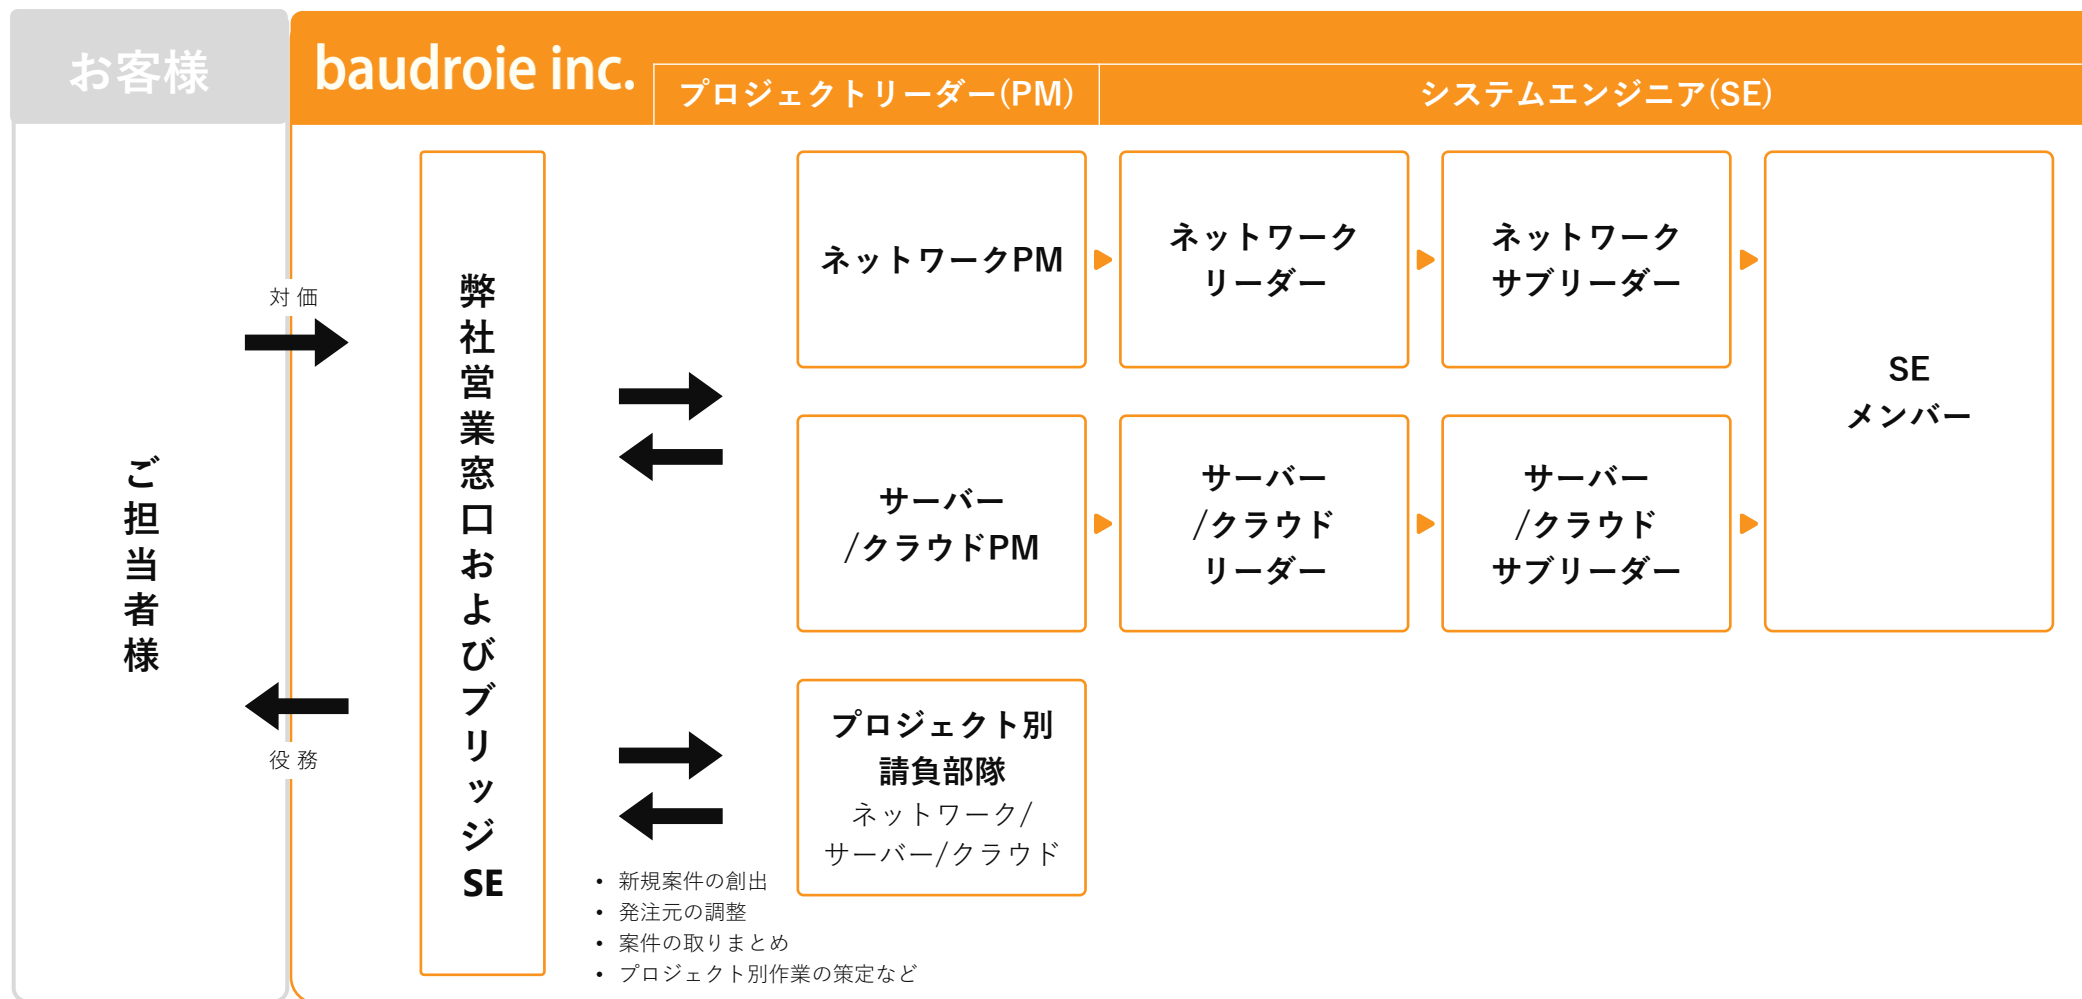 お客様
baudroie inc.
プロジェクトリーダー(PM)
システムエンジニア(SE)
ご担当者様
対価
役務
弊社営業窓口およびブリッジSE
ネットワークPM
ネットワーク
リーダー
ネットワーク
サブリーダー
SE
メンバー
サーバー
/クラウドPM
サーバー
/クラウド
リーダー
サーバー
/クラウド
サブリーダー
プロジェクト別
請負部隊
ネットワーク/
サーバー/クラウド
• 新規案件の創出
• 発注元の調整
• 案件の取りまとめ
• プロジェクト別作業の策定など